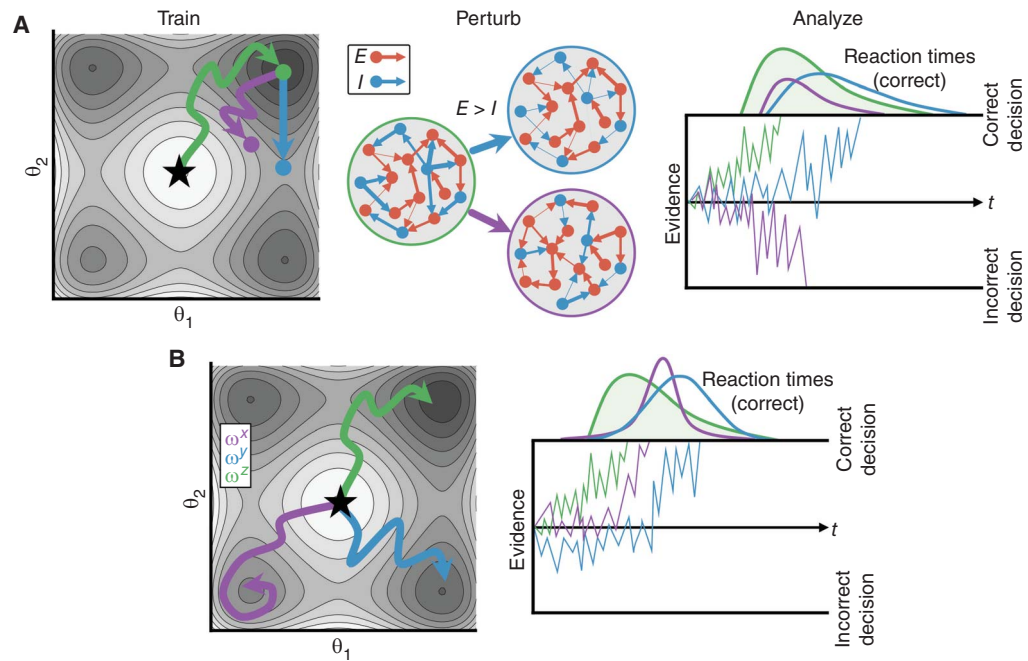 Train
Perturb
Analyze
A
θ2
θ1
E
I
E > I
Reaction times
(correct)
Correct
decision
Evidence
t
Incorrect
decision
B
ωx
ωy
ωz
θ2
θ1
Reaction times
(correct)
Correct
decision
Evidence
t
Incorrect
decision